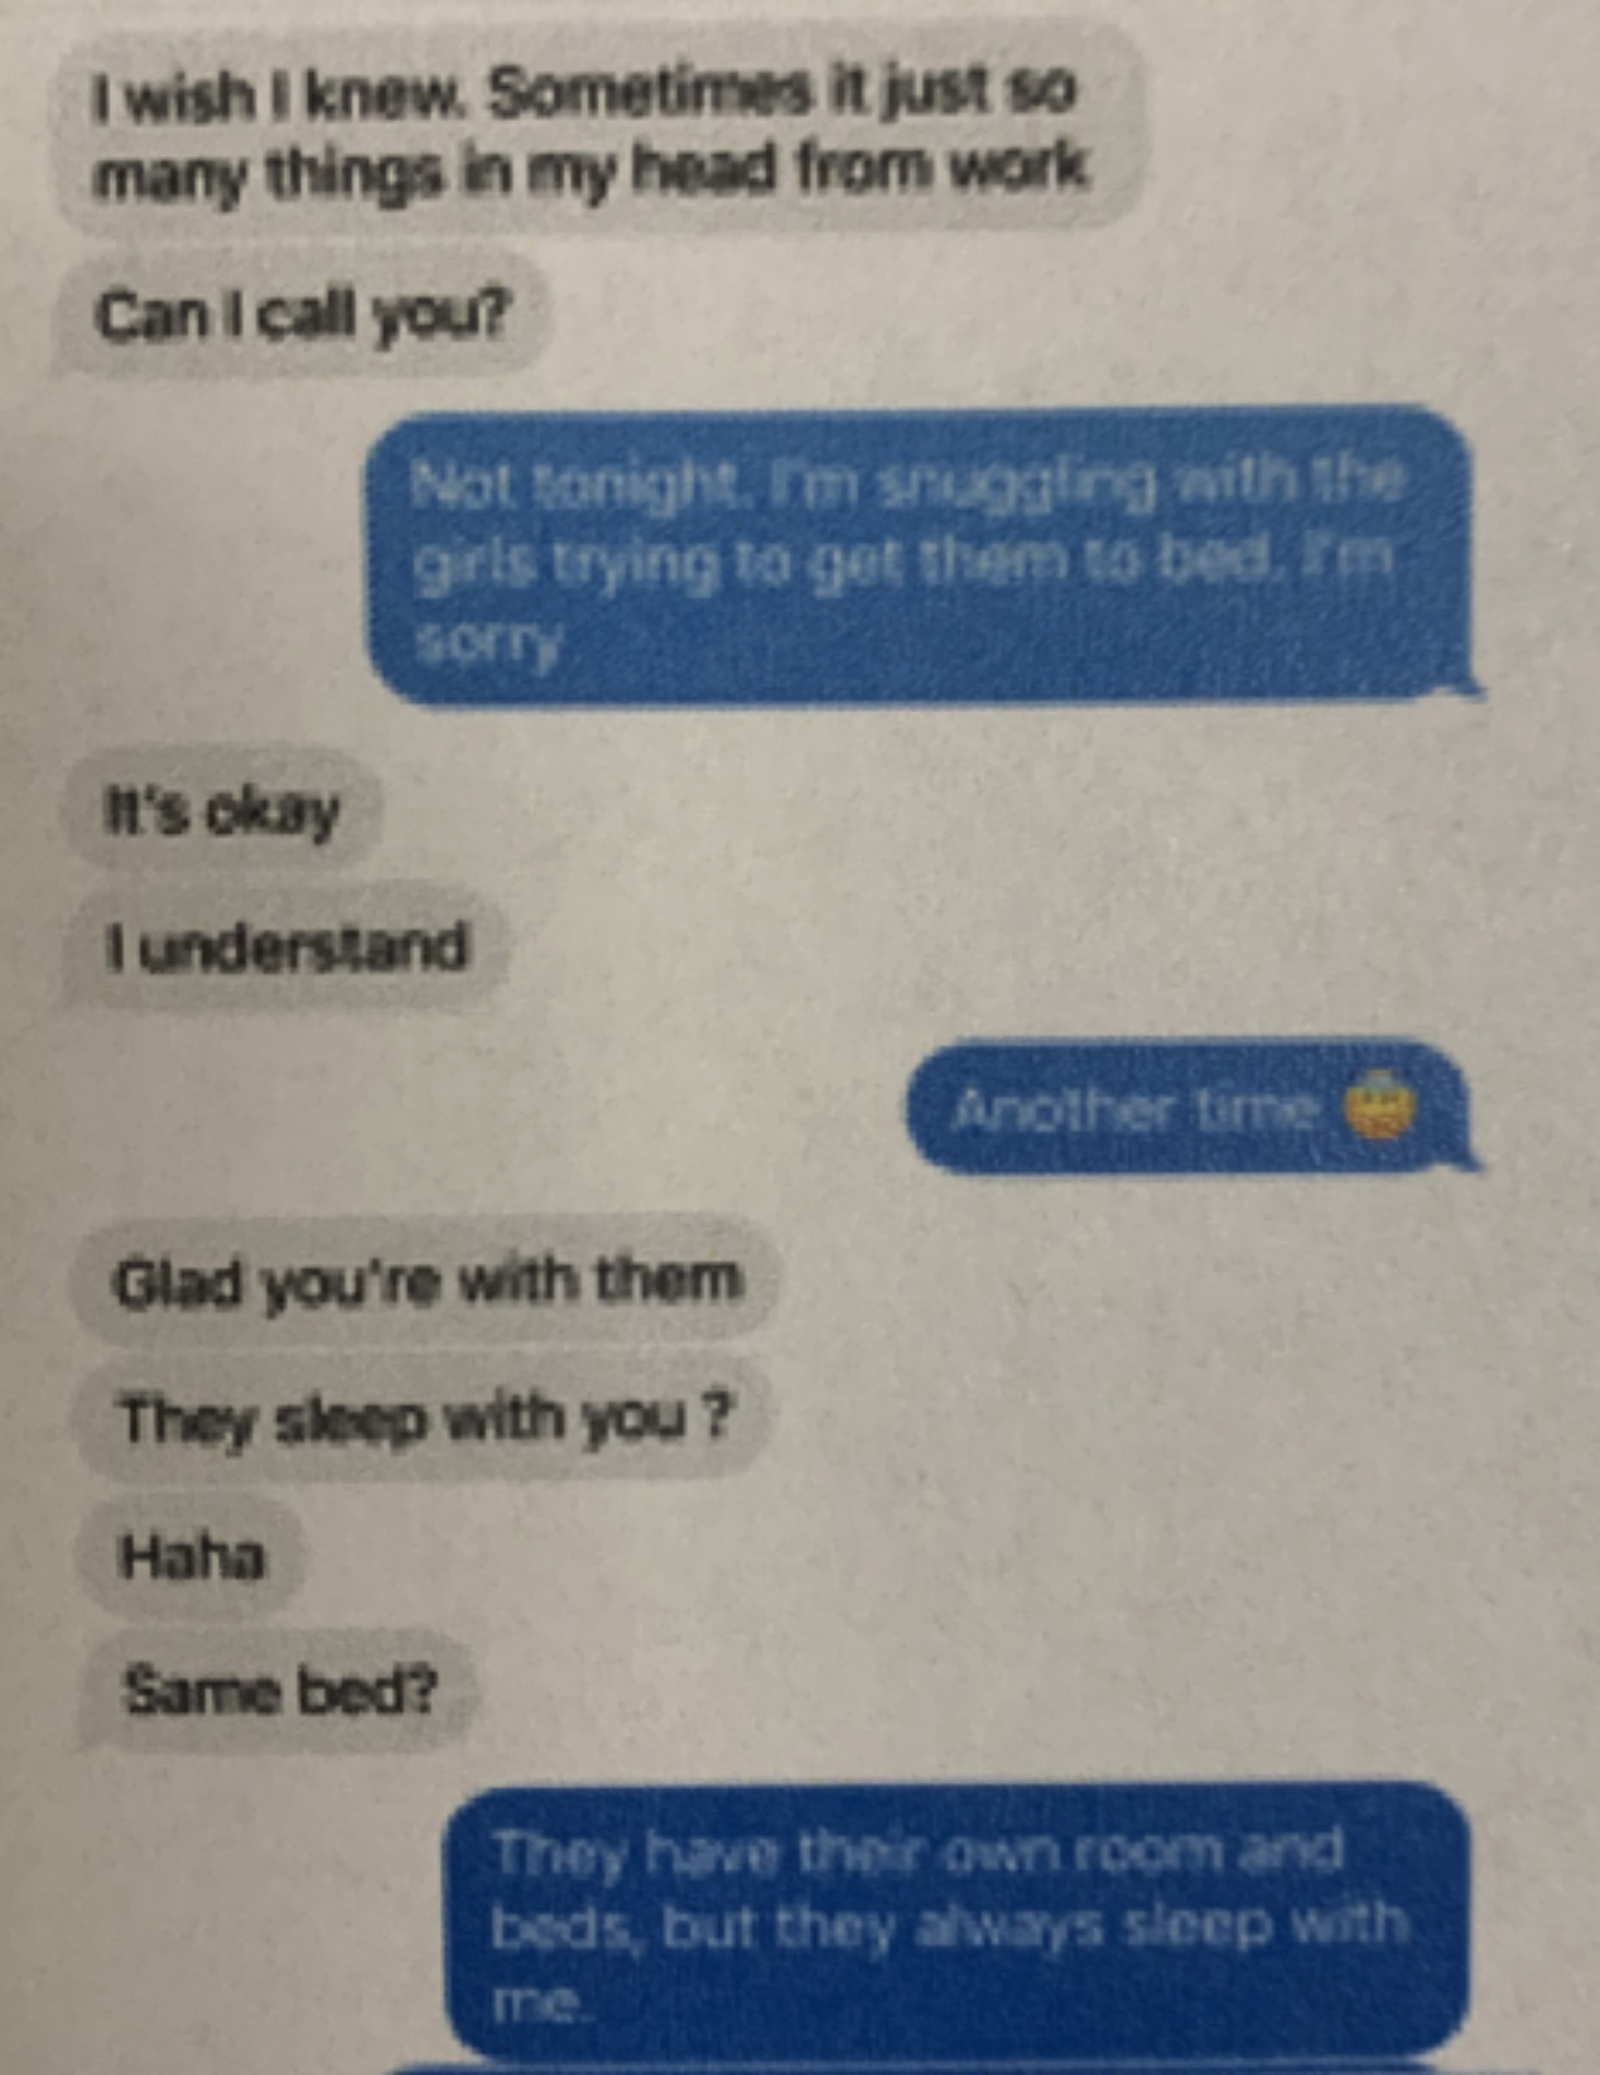 I wish I knew. Sometimes it just so
many things in my head from work
Can I call you?
Not tonight. I'm snuggling with the
girls trying to get them to bed. I'm
sorry
It's okay
I understand
Another time 😇
Glad you're with them
They sleep with you ?
Haha
Same bed?
They have their own room and
beds, but they always sleep with
me.